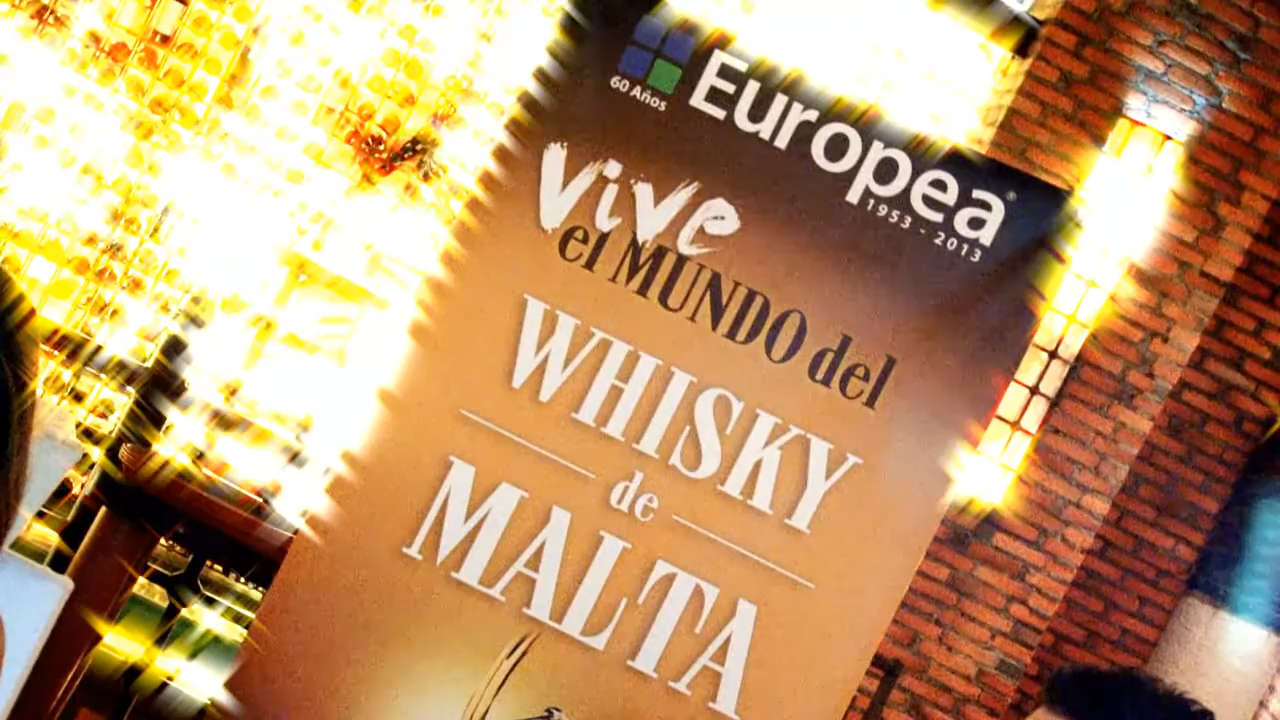 60 Años
Europea®
1953 - 2013
Vive
el MUNDO del
WHISKY
de
MALTA